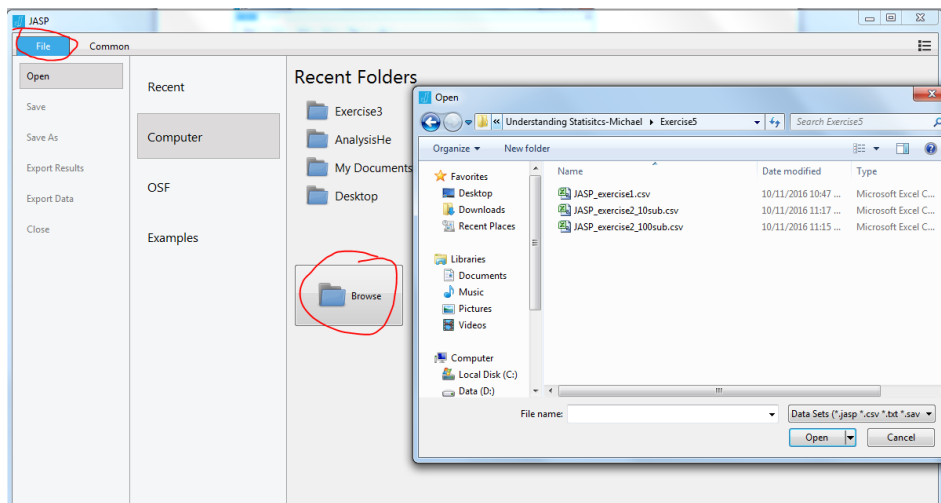 JASP
File Common
Open
Save
Save As
Export Results
Export Data
Close
Recent
Computer
OSF
Examples
Recent Folders
Exercise3
AnalysisHe
My Documents
Desktop
Browse
Open
« Understanding Statisitcs-Michael Exercise5
Search Exercise5
Organize New folder
Favorites
Desktop
Downloads
Recent Places
Libraries
Documents
Music
Pictures
Videos
Computer
Local Disk (C:)
Data (D:)
Name Date modified Type
JASP_exercise1.csv 10/11/2016 10:47 ... Microsoft Excel C...
JASP_exercise2_10sub.csv 10/11/2016 11:17 ... Microsoft Excel C...
JASP_exercise2_100sub.csv 10/11/2016 11:15 ... Microsoft Excel C...
File name:
Data Sets (*.jasp *.csv *.txt *.sav
Open Cancel